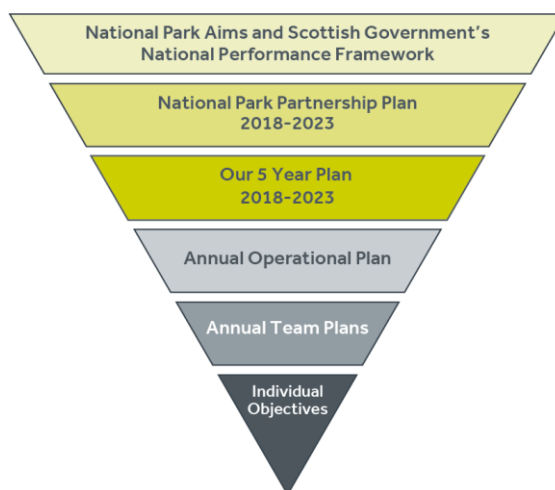 National Park Aims and Scottish Government's
National Performance Framework
National Park Partnership Plan
2018-2023
Our 5 Year Plan
2018-2023
Annual Operational Plan
Annual Team Plans
Individual
Objectives